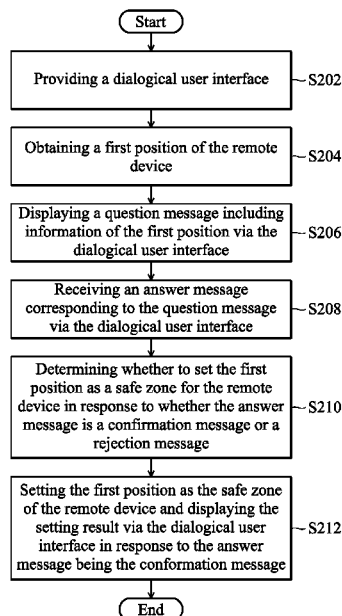 Start
Providing a dialogical user interface
S202
Obtaining a first position of the remote
device
S204
Displaying a question message including
information of the first position via the
dialogical user interface
S206
Receiving an answer message
corresponding to the question message
via the dialogical user interface
S208
Determining whether to set the first
position as a safe zone for the remote
device in response to whether the answer
message is a confirmation message or a
rejection message
S210
Setting the first position as the safe zone
of the remote device and displaying the
setting result via the dialogical user
interface in response to the answer
message being the conformation message
S212
End